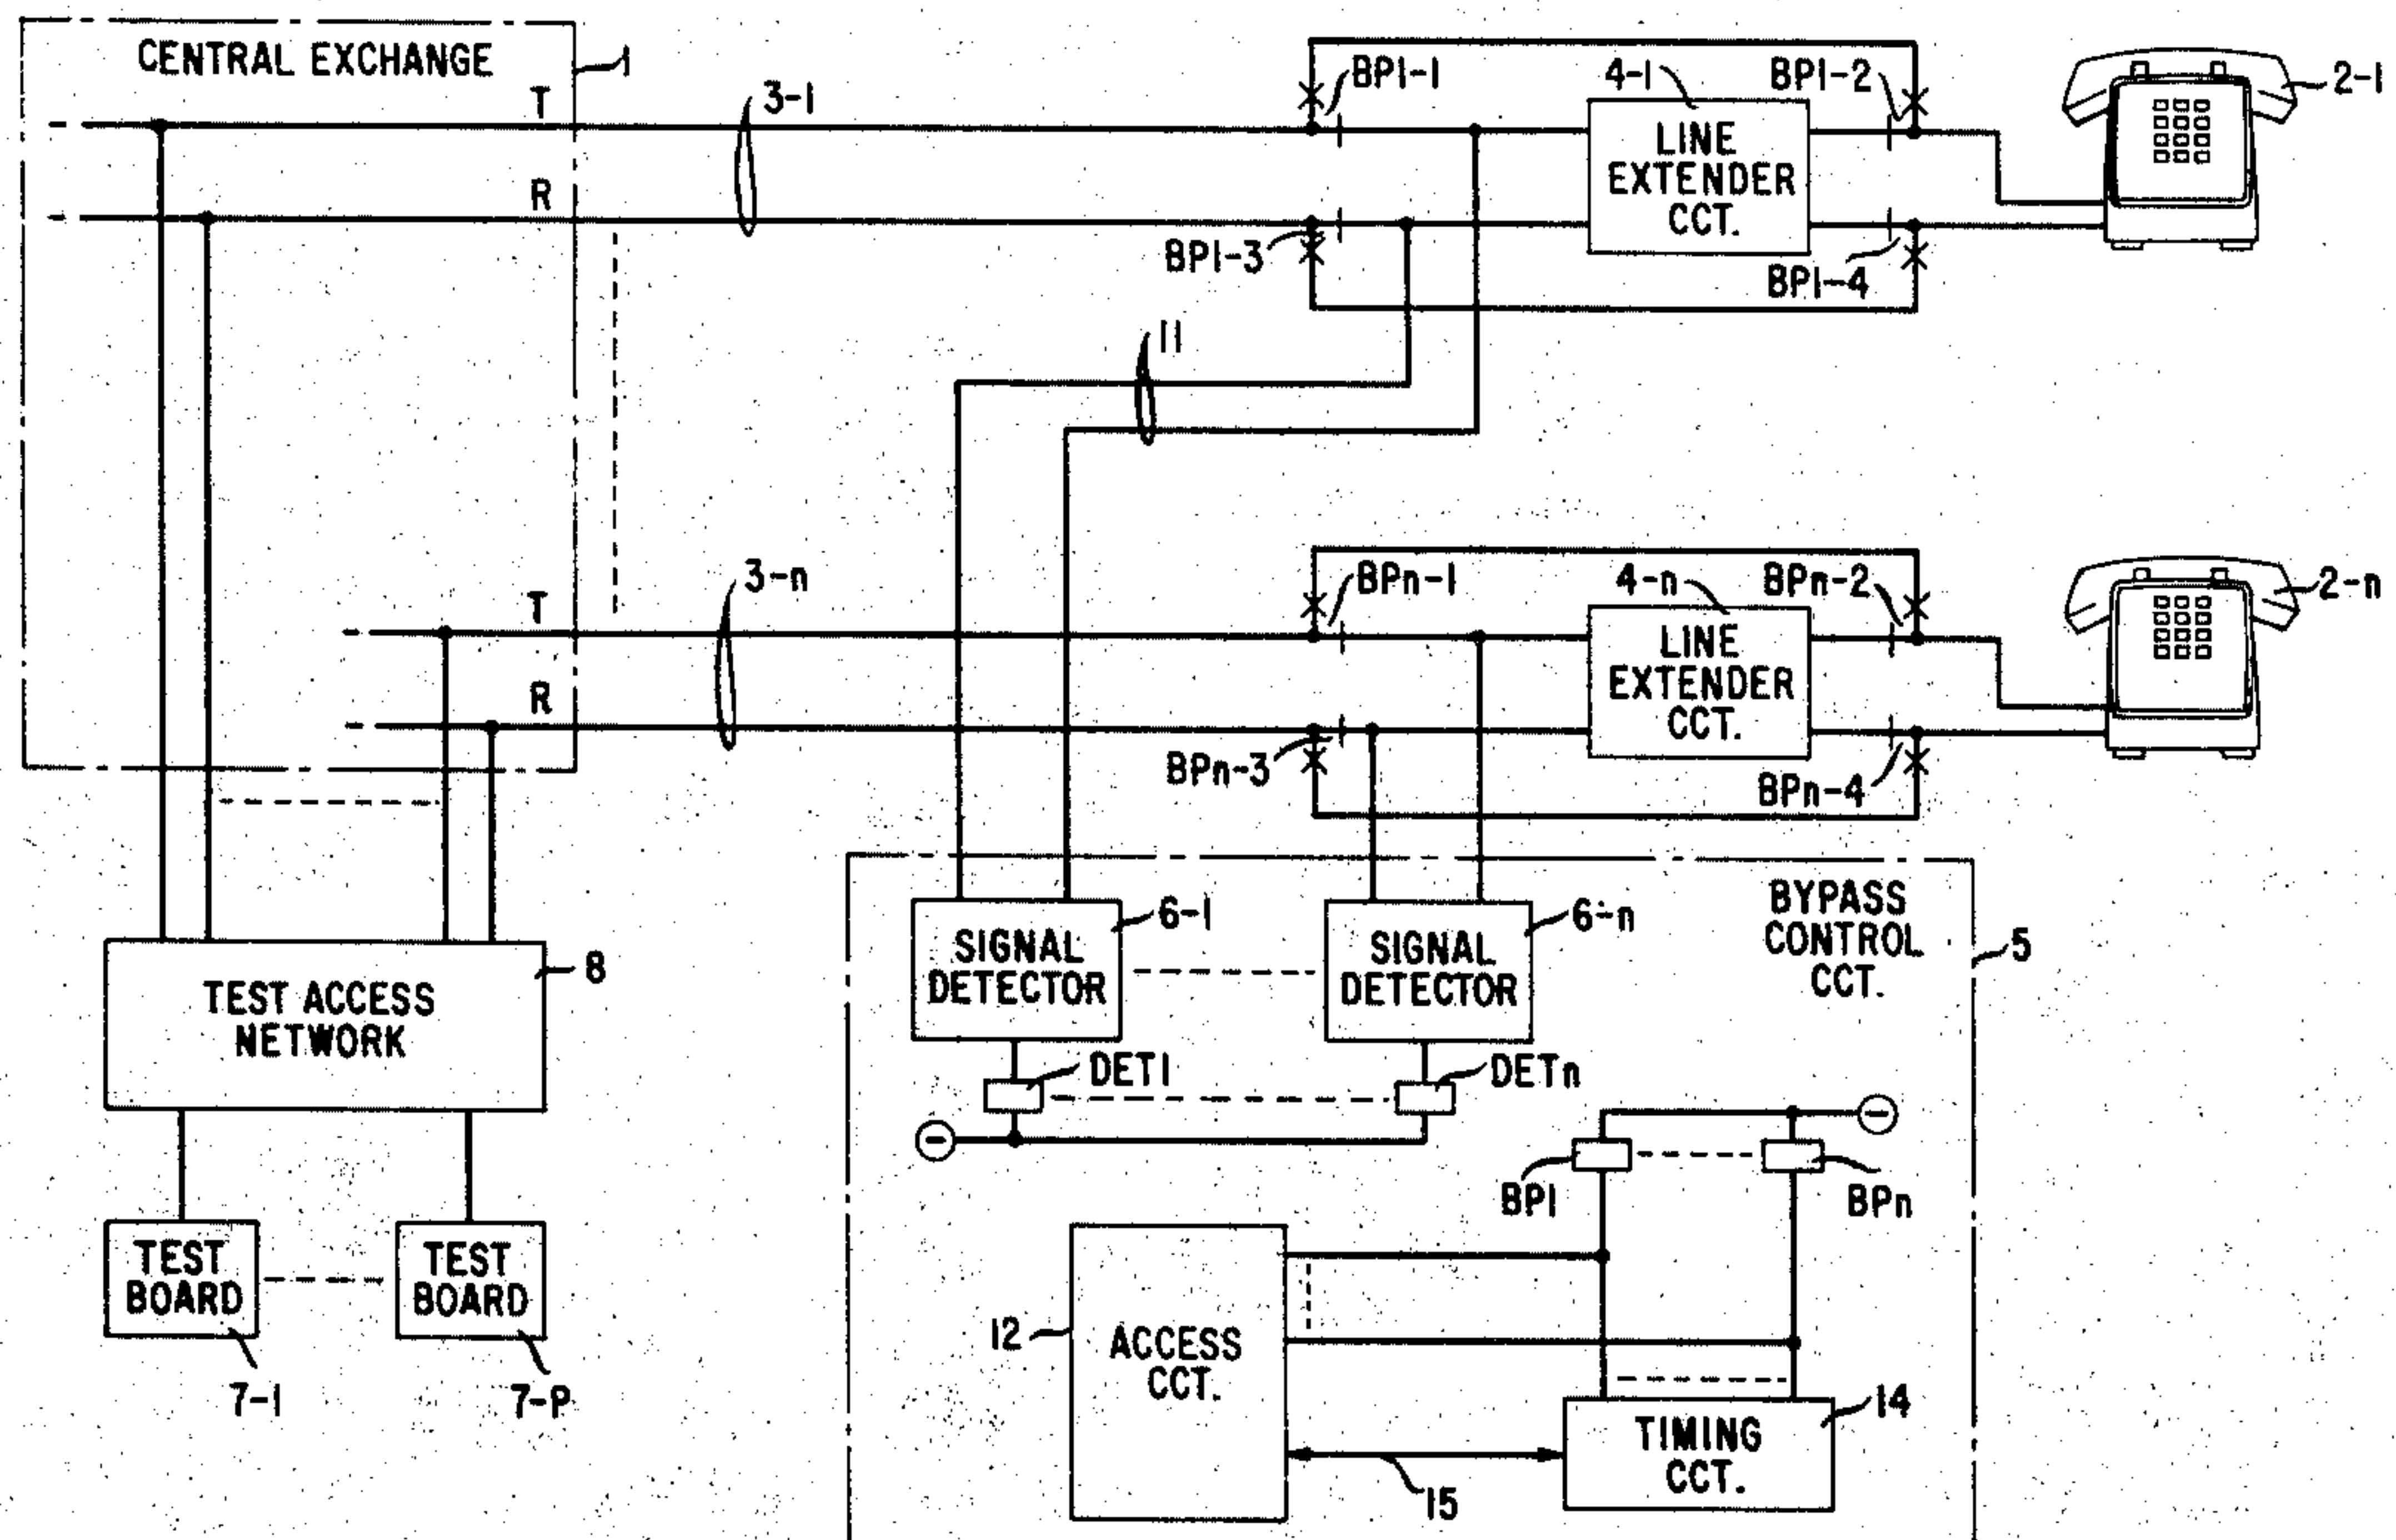 CENTRAL EXCHANGE
1
T
3-1
BP1-1
4-1
BP1-2
2-1
LINE
EXTENDER
CCT.
R
BP1-3
BP1-4
11
3-n
T
BPn-1
4-n
BPn-2
2-n
LINE
EXTENDER
CCT.
R
BPn-3
BPn-4
BYPASS
CONTROL
CCT.
5
6-1
SIGNAL
DETECTOR
6-n
SIGNAL
DETECTOR
8
TEST ACCESS
NETWORK
DET1
DETn
BP1
BPn
TEST
BOARD
TEST
BOARD
7-1
7-P
12
ACCESS
CCT.
14
TIMING
CCT.
15